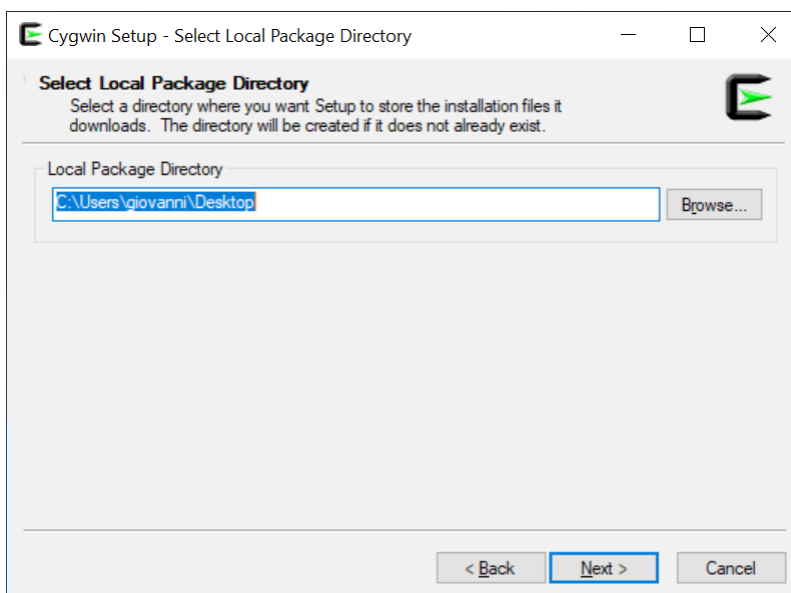 Cygwin Setup - Select Local Package Directory
Select Local Package Directory
Select a directory where you want Setup to store the installation files it
downloads. The directory will be created if it does not already exist.
Local Package Directory
C:\Users\giovanni\Desktop
Browse...
< Back
Next >
Cancel